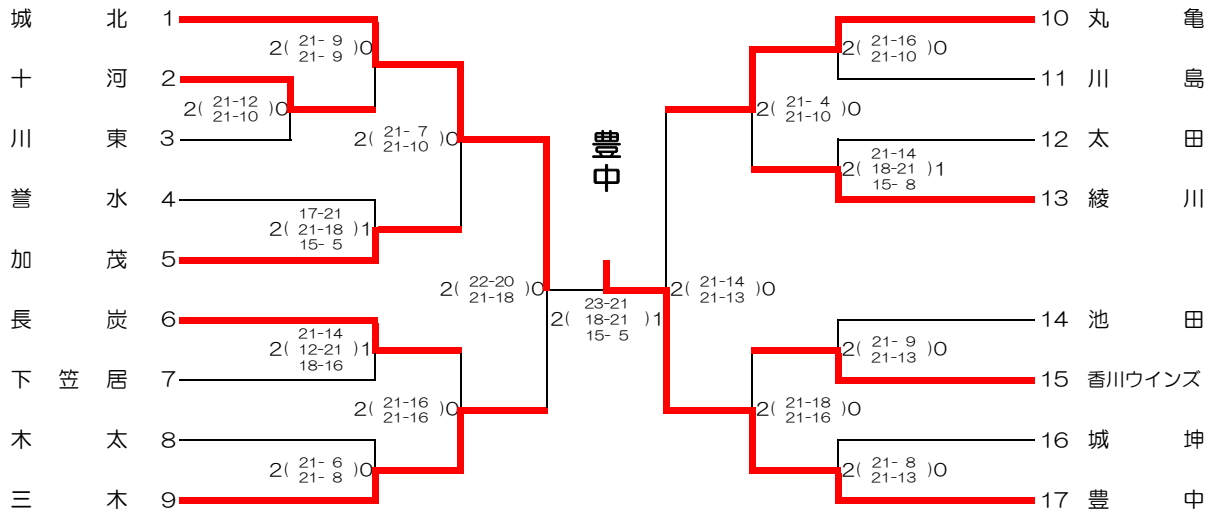 城 北 1
2( 21- 9 )0
21- 9
十 河 2
2( 21-12 )0
21-10
川 東 3
2( 21- 7 )0
21-10
誉 水 4
17-21
2( 21-18 )1
15- 5
加 茂 5
2( 22-20 )0
21-18
長 炭 6
21-14
2( 12-21 )1
18-16
下 笠 居 7
2( 21-16 )0
21-16
木 太 8
2( 21- 6 )0
21- 8
三 木 9
豊中
23-21
2( 18-21 )1
15- 5
10 丸 亀
2( 21-16 )0
21-10
11 川 島
2( 21- 4 )0
21-10
12 太 田
21-14
2( 18-21 )1
15- 8
13 綾 川
2( 21-14 )0
21-13
14 池 田
2( 21- 9 )0
21-13
15 香川ウインズ
2( 21-18 )0
21-16
16 城 坤
2( 21- 8 )0
21-13
17 豊 中